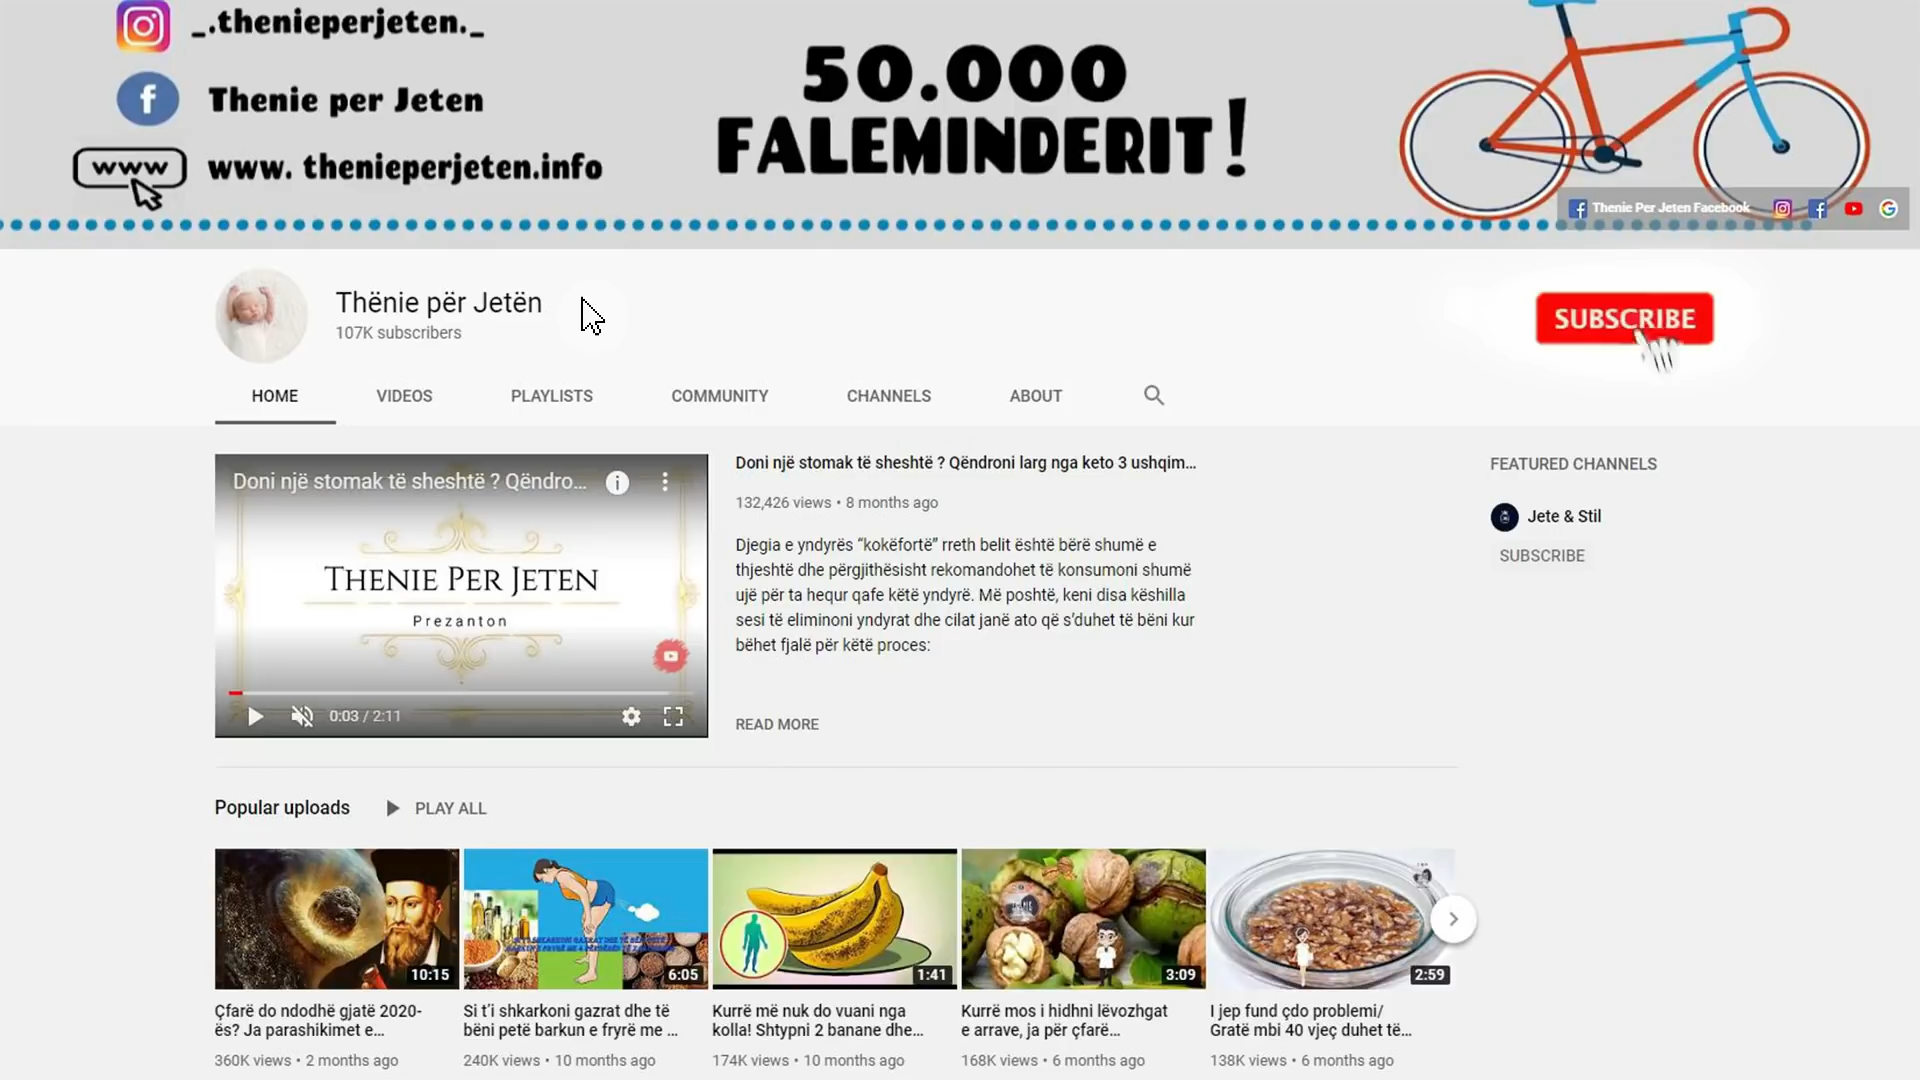 _.thenieperjeten._
Thenie per Jeten
www
www. thenieperjeten.info
50.000
FALEMINDERIT!
Thenie Per Jeten Facebook
Thënie për Jetën
107K subscribers
SUBSCRIBE
HOME
VIDEOS
PLAYLISTS
COMMUNITY
CHANNELS
ABOUT
Doni një stomak të sheshtë ? Qëndro...
THENIE PER JETEN
Prezanton
0:03 / 2:11
Doni një stomak të sheshtë ? Qëndroni larg nga keto 3 ushqim...
132,426 views • 8 months ago
Djegia e yndyrës “kokëfortë” rreth belit është bërë shumë e
thjeshtë dhe përgjithësisht rekomandohet të konsumoni shumë
ujë për ta hequr qafe këtë yndyrë. Më poshtë, keni disa këshilla
sesi të eliminoni yndyrat dhe cilat janë ato që s’duhet të bëni kur
bëhet fjalë për këtë proces:
READ MORE
FEATURED CHANNELS
Jete & Stil
SUBSCRIBE
Popular uploads
PLAY ALL
10:15
6:05
1:41
3:09
2:59
Çfarë do ndodhë gjatë 2020-
ës? Ja parashikimet e...
360K views • 2 months ago
Si t’i shkarkoni gazrat dhe të
bëni petë barkun e fryrë me ...
240K views • 10 months ago
Kurrë më nuk do vuani nga
kolla! Shtypni 2 banane dhe...
174K views • 10 months ago
Kurrë mos i hidhni lëvozhgat
e arrave, ja për çfarë...
168K views • 6 months ago
I jep fund çdo problemi/
Gratë mbi 40 vjeç duhet të...
138K views • 6 months ago